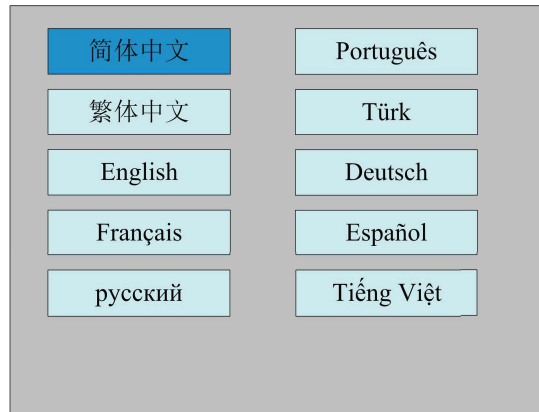 简体中文
Português
繁体中文
Türk
English
Deutsch
Français
Español
русский
Tiếng Việt